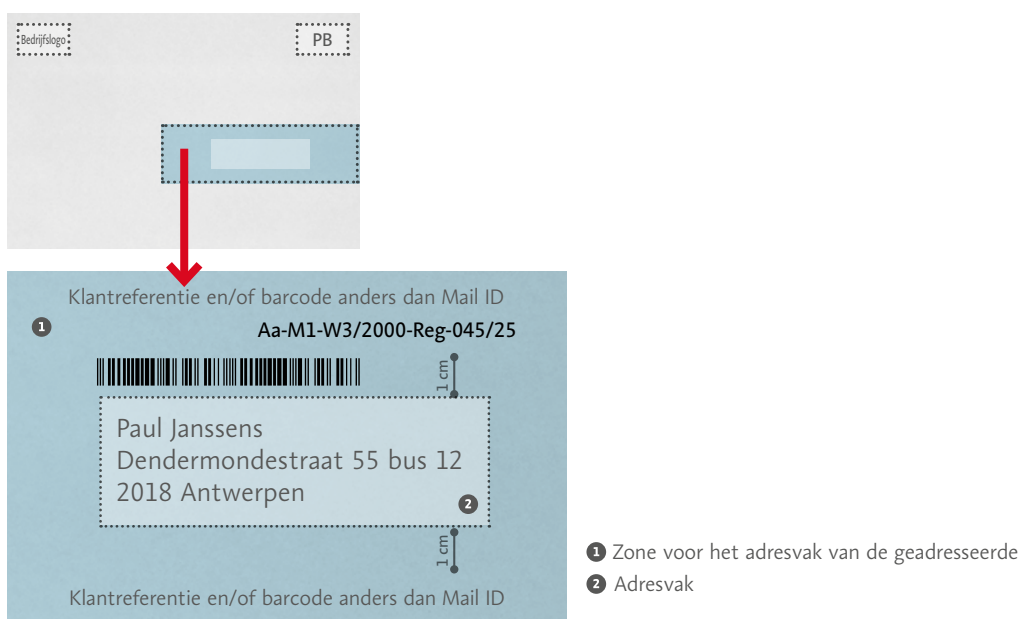 Bedrijfslogo
PB
Klantreferentie en/of barcode anders dan Mail ID
1
Aa-M1-W3/2000-Reg-045/25
1 cm
Paul Janssens
Dendermondestraat 55 bus 12
2018 Antwerpen
2
1 cm
Klantreferentie en/of barcode anders dan Mail ID
1 Zone voor het adresvak van de geadresseerde
2 Adresvak